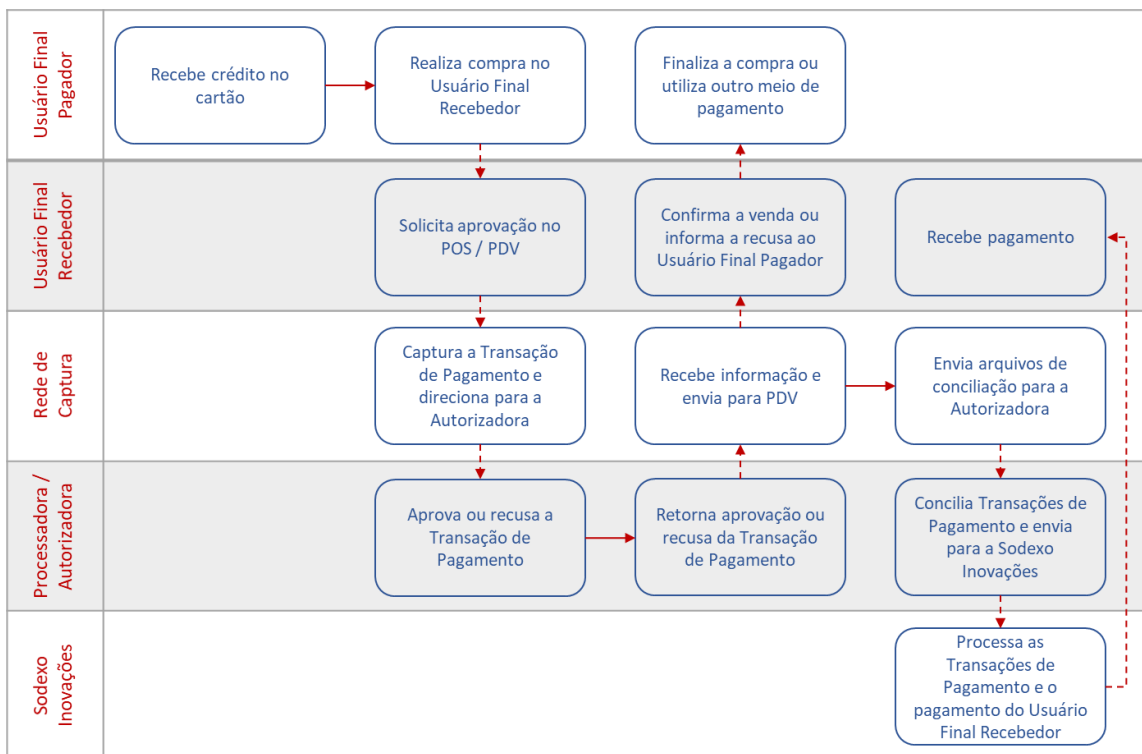 Usuário Final
Pagador
Recebe crédito no
cartão
Realiza compra no
Usuário Final
Recebedor
Finaliza a compra ou
utiliza outro meio de
pagamento
Usuário Final
Recebedor
Solicita aprovação no
POS / PDV
Confirma a venda ou
informa a recusa ao
Usuário Final Pagador
Recebe pagamento
Rede de
Captura
Captura a Transação
de Pagamento e
direciona para a
Autorizadora
Recebe informação e
envia para PDV
Envia arquivos de
conciliação para a
Autorizadora
Processadora /
Autorizadora
Aprova ou recusa a
Transação de
Pagamento
Retorna aprovação ou
recusa da Transação
de Pagamento
Concilia Transações de
Pagamento e envia
para a Sodexo
Inovações
Sodexo
Inovações
Processa as
Transações de
Pagamento e o
pagamento do Usuário
Final Recebedor